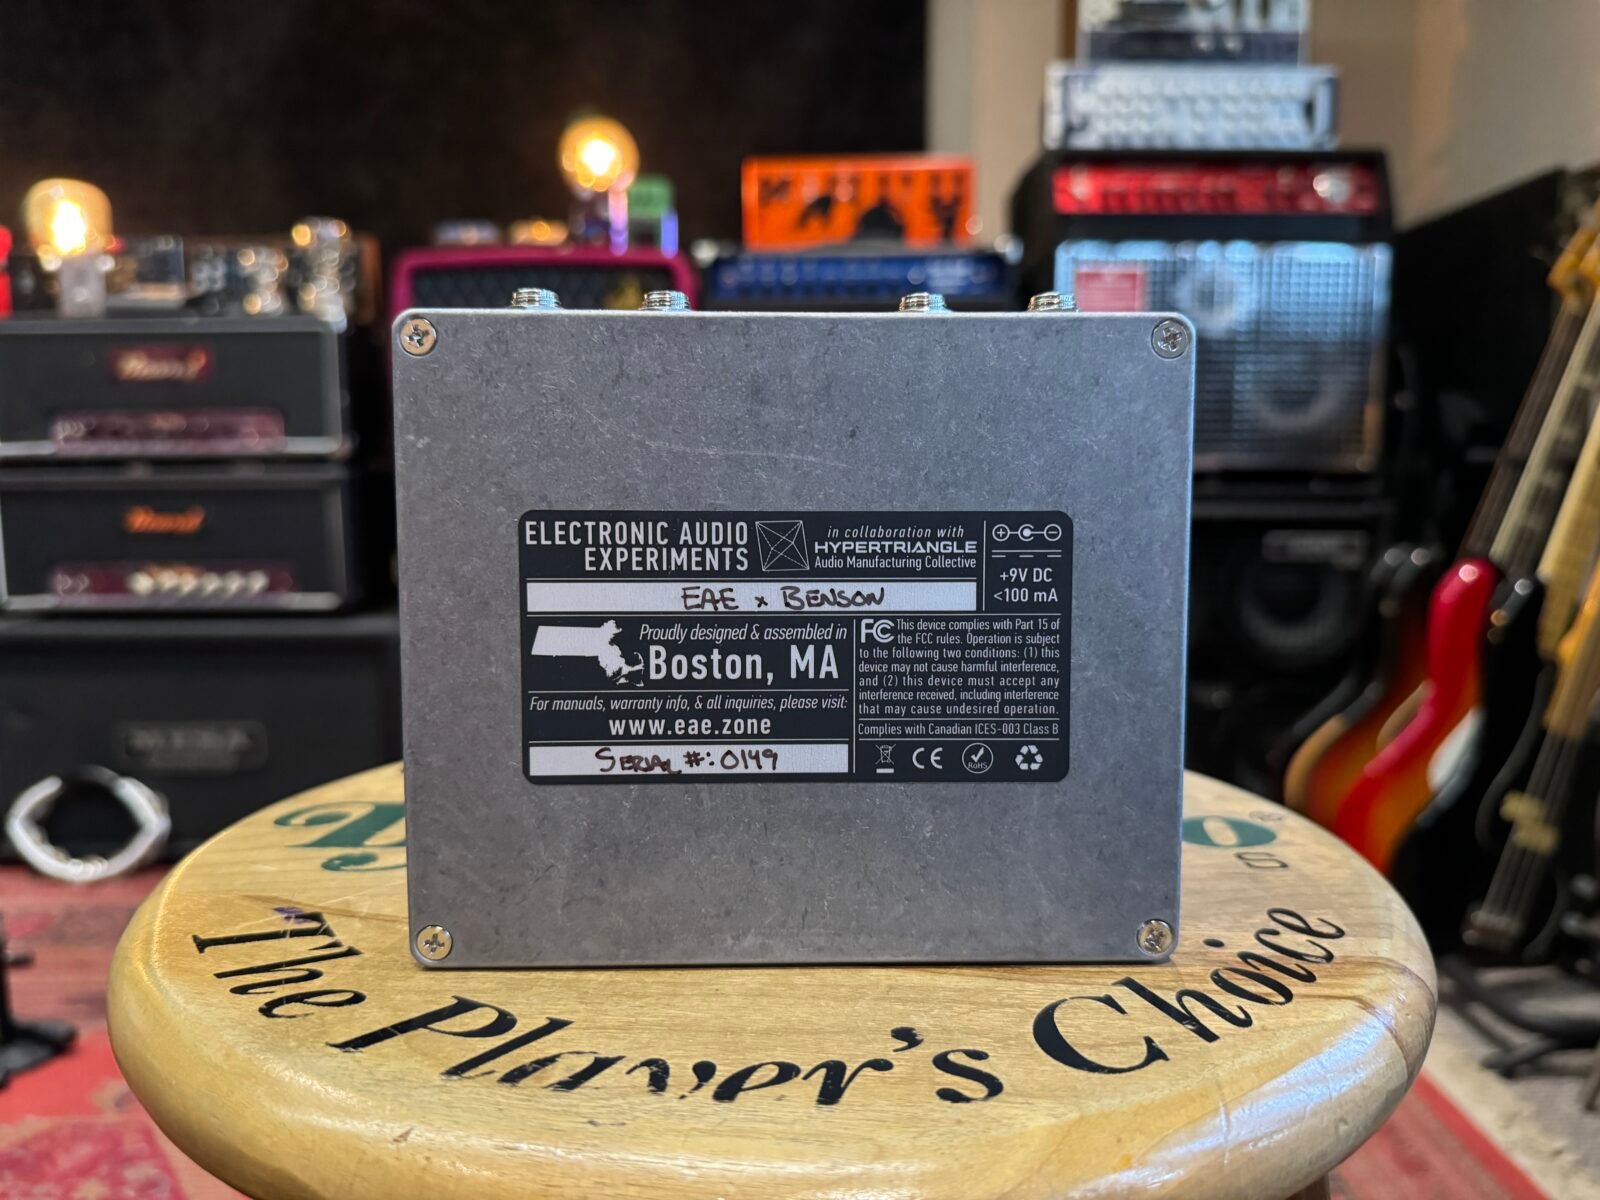 ELECTRONIC AUDIO
EXPERIMENTS
in collaboration with
HYPERTRIANGLE
Audio Manufacturing Collective
+9V DC
<100 mA
EAE x BENSON
Proudly designed & assembled in
Boston, MA
For manuals, warranty info, & all inquiries, please visit:
www.eae.zone
SERIAL #: 0149
FC This device complies with Part 15 of
the FCC rules. Operation is subject
to the following two conditions: (1) this
device may not cause harmful interference,
and (2) this device must accept any
interference received, including interference
that may cause undesired operation.
Complies with Canadian ICES-003 Class B
CE
RoHS
The Player's Choice